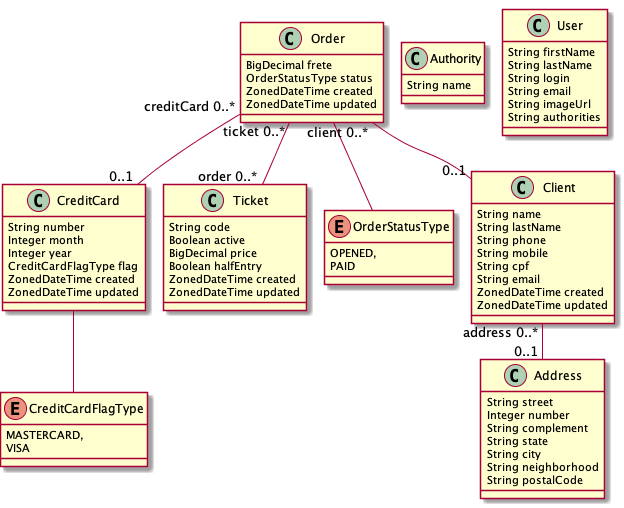 C Order
BigDecimal frete
OrderStatusType status
ZonedDateTime created
ZonedDateTime updated
C Authority
String name
C User
String firstName
String lastName
String login
String email
String imageUrl
String authorities
creditCard 0..*
ticket 0..*
client 0..*
0..1
order 0..*
0..1
C CreditCard
String number
Integer month
Integer year
CreditCardFlagType flag
ZonedDateTime created
ZonedDateTime updated
C Ticket
String code
Boolean active
BigDecimal price
Boolean halfEntry
ZonedDateTime created
ZonedDateTime updated
E OrderStatusType
OPENED,
PAID
C Client
String name
String lastName
String phone
String mobile
String cpf
String email
ZonedDateTime created
ZonedDateTime updated
address 0..*
0..1
E CreditCardFlagType
MASTERCARD,
VISA
C Address
String street
Integer number
String complement
String state
String city
String neighborhood
String postalCode